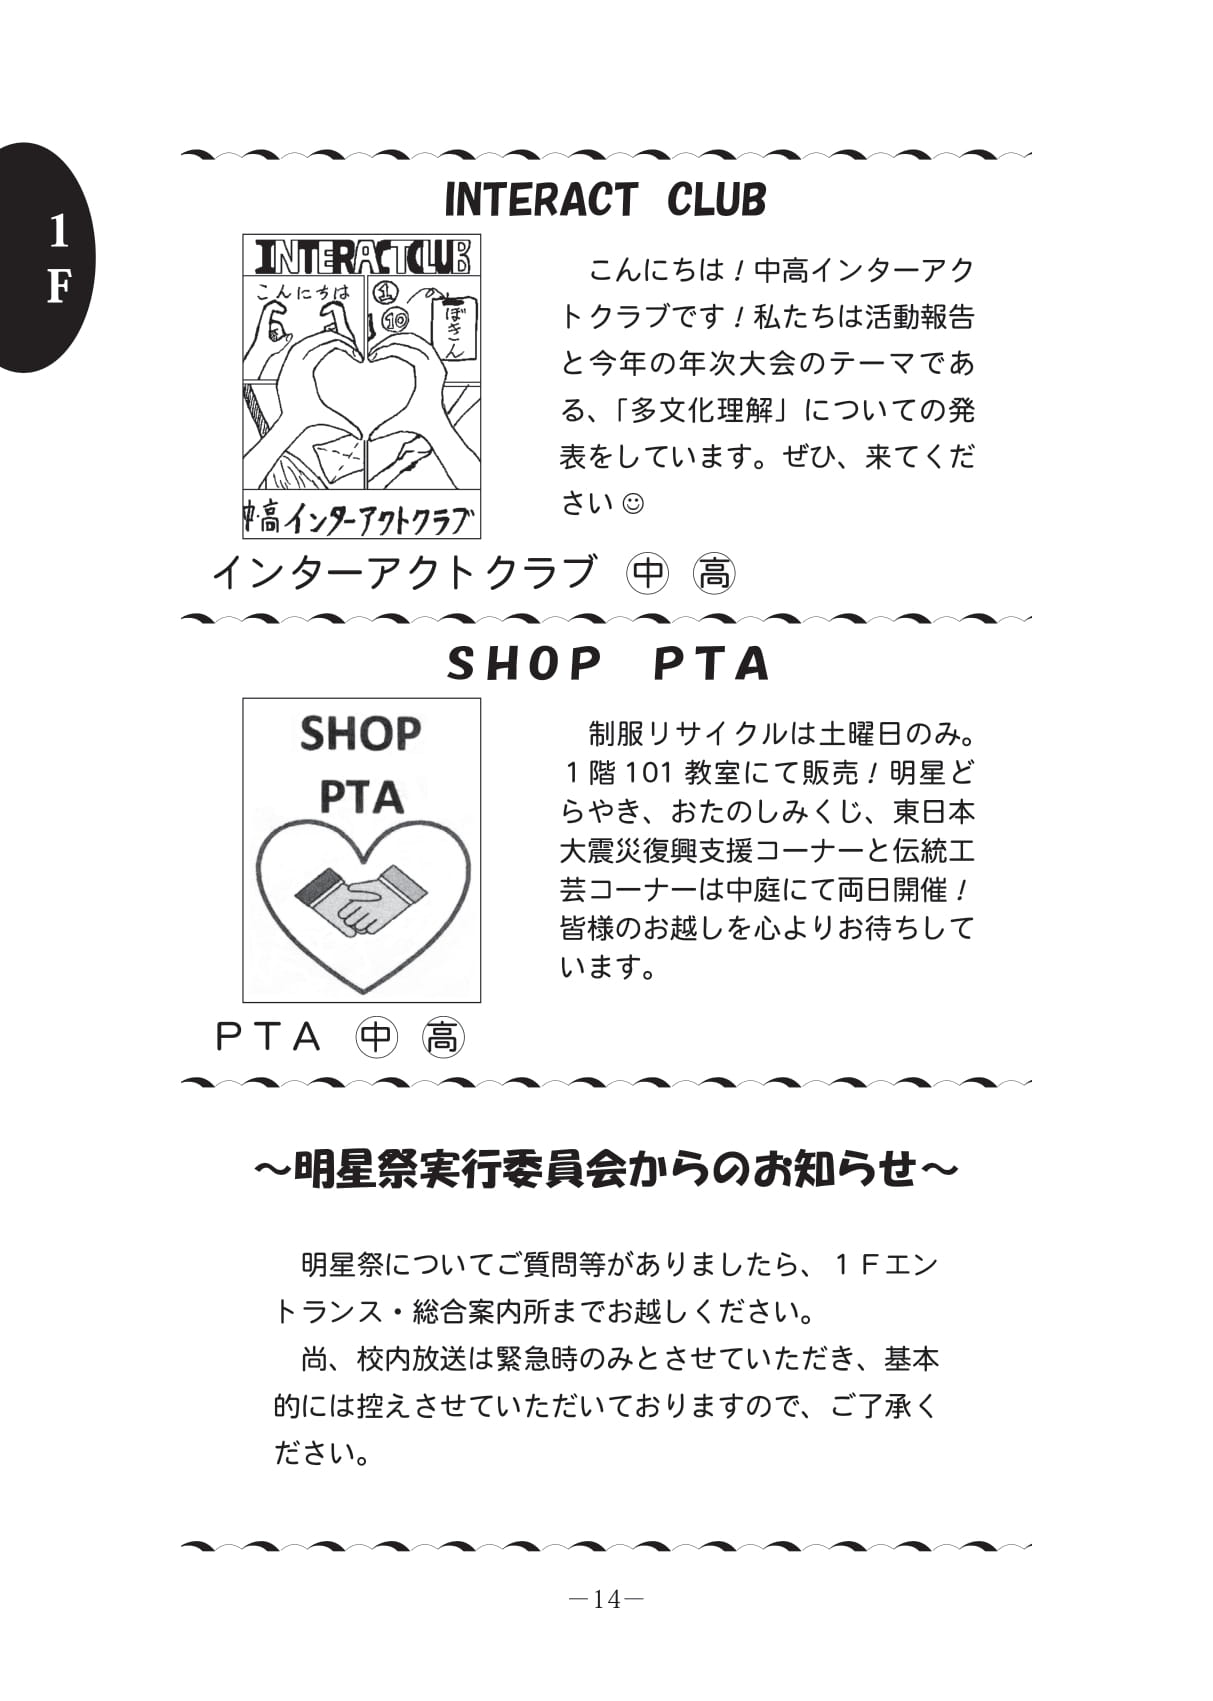 1
F
INTERACT CLUB
INTERACTCLUB
こんにちは
①
⑩
ぼきん
中・高インターアクトクラブ
こんにちは！中高インターアク
トクラブです！私たちは活動報告
と今年の年次大会のテーマであ
る、「多文化理解」についての発
表をしています。ぜひ、来てくだ
さい☺
インターアクトクラブ ㊥ 高
SHOP PTA
SHOP
PTA
制服リサイクルは土曜日のみ。
1階101教室にて販売！明星ど
らやき、おたのしみくじ、東日本
大震災復興支援コーナーと伝統工
芸コーナーは中庭にて両日開催！
皆様のお越しを心よりお待ちして
います。
PTA ㊥ 高
～明星祭実行委員会からのお知らせ～
明星祭についてご質問等がありましたら、１Ｆエン
トランス・総合案内所までお越しください。
尚、校内放送は緊急時のみとさせていただき、基本
的には控えさせていただいておりますので、ご了承く
ださい。
－14－